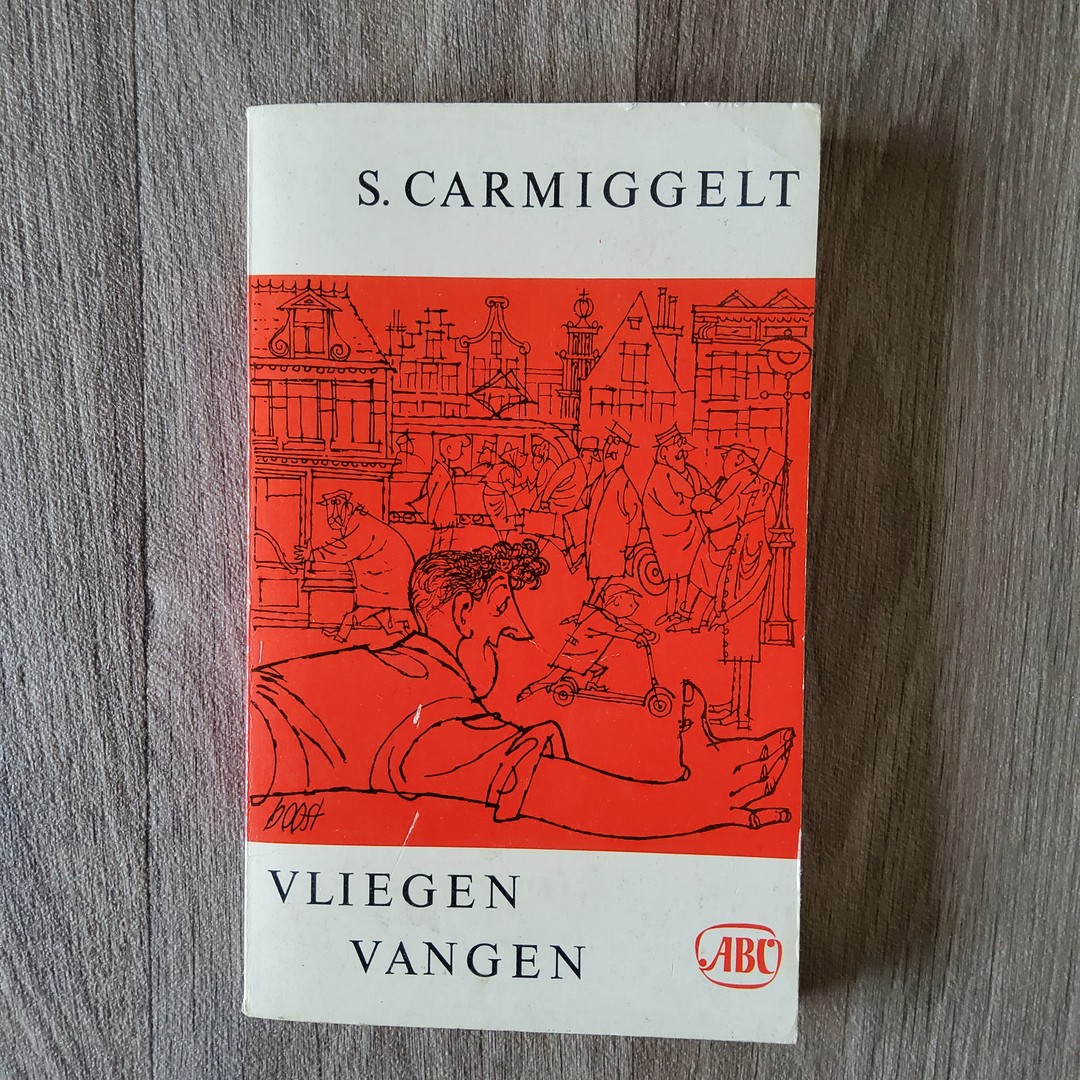 S. CARMIGGELT
boost
VLIEGEN
VANGEN
ABC